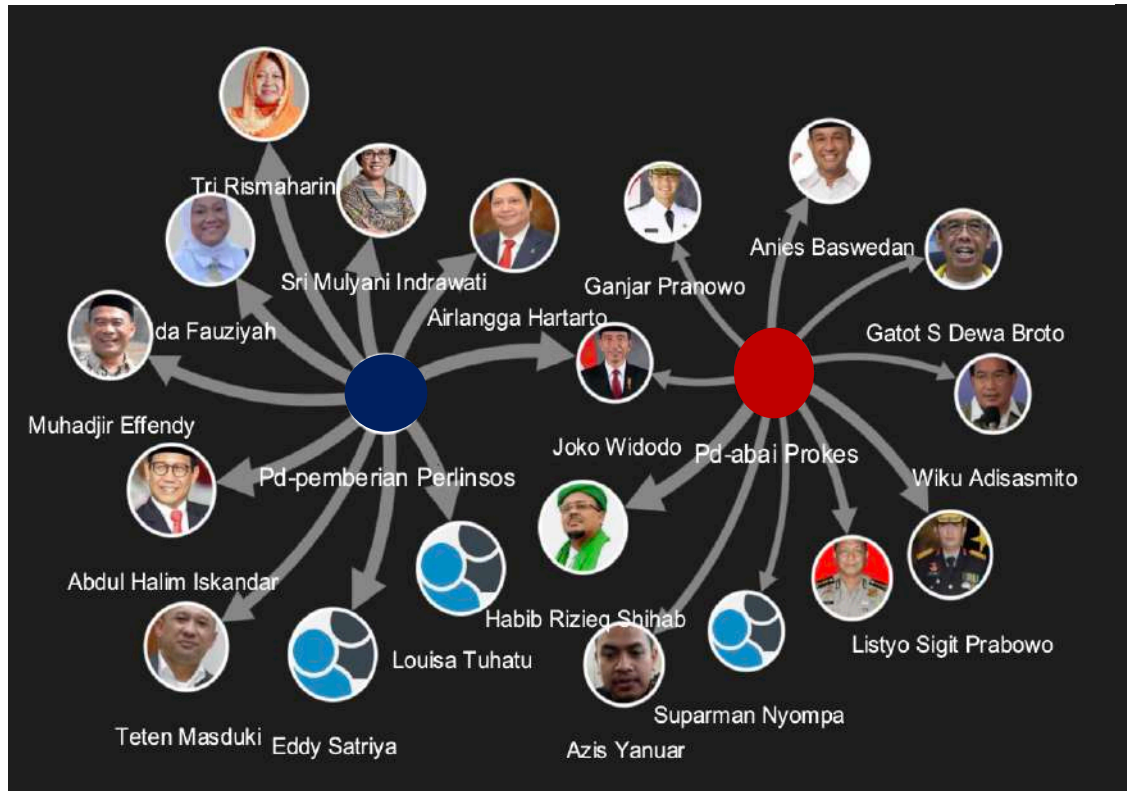 Tri Rismaharin
Sri Mulyani Indrawati
Ganjar Pranowo
Anies Baswedan
da Fauziyah
Airlangga Hartarto
Gatot S Dewa Broto
Muhadjir Effendy
Pd-pemberian Perlinsos
Joko Widodo
Pd-abai Prokes
Wiku Adisasmito
Abdul Halim Iskandar
Habib Rizieq Shihab
Listyo Sigit Prabowo
Louisa Tuhatu
Suparman Nyompa
Teten Masduki
Eddy Satriya
Azis Yanuar